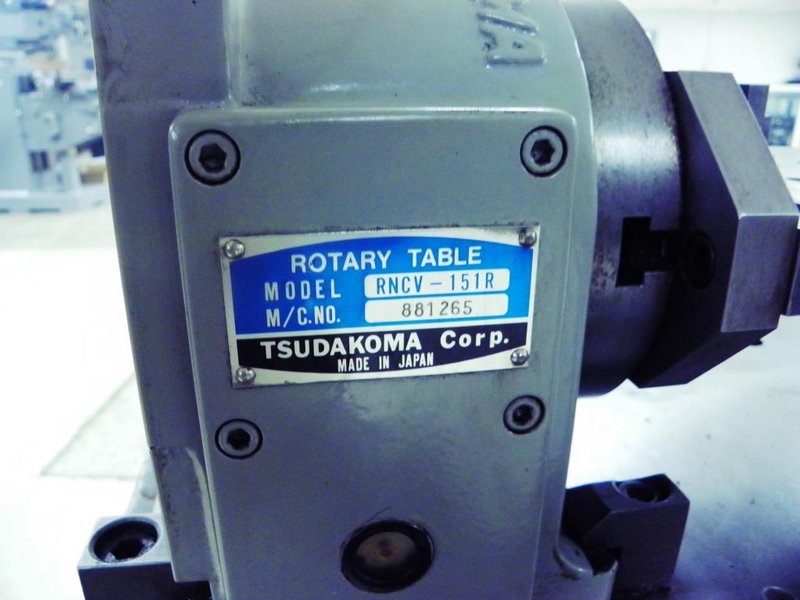 ROTARY TABLE
MODEL RNCV-151R
M/C.NO. 881265
TSUDAKOMA Corp.
MADE IN JAPAN